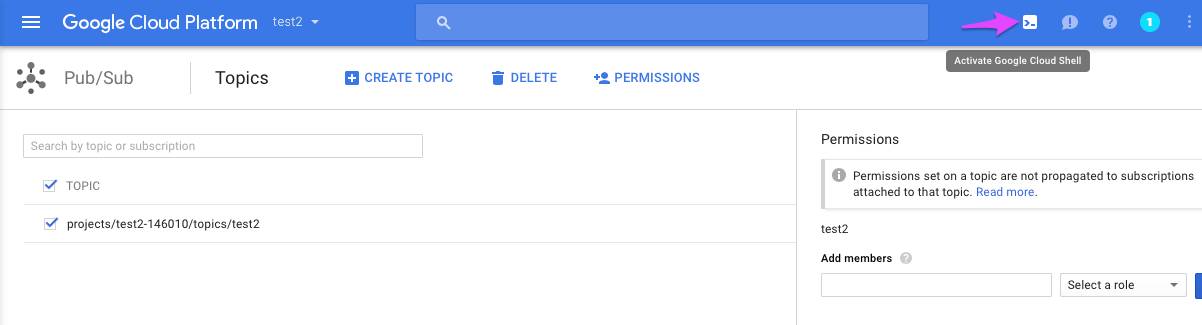 Google Cloud Platform test2
1
Activate Google Cloud Shell
Pub/Sub Topics CREATE TOPIC DELETE PERMISSIONS
Search by topic or subscription
TOPIC
projects/test2-146010/topics/test2
Permissions
Permissions set on a topic are not propagated to subscriptions
attached to that topic. Read more.
test2
Add members ?
Select a role